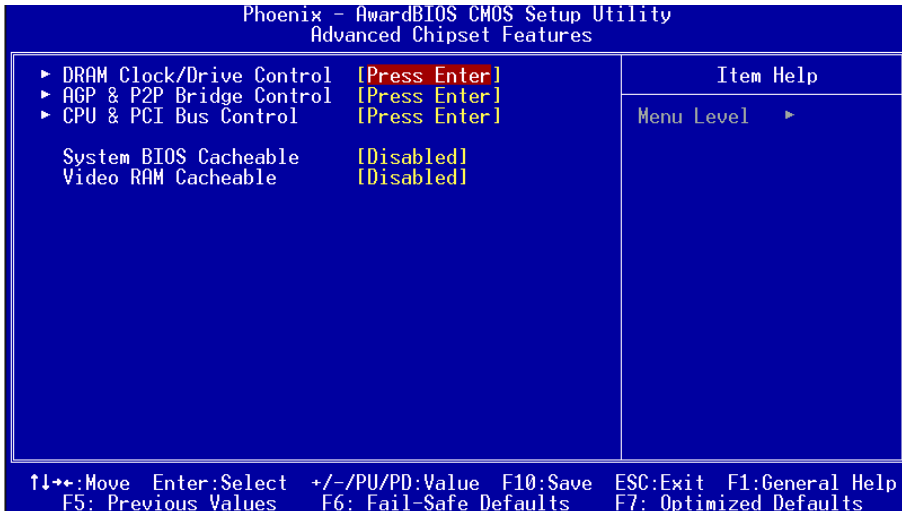 Phoenix - AwardBIOS CMOS Setup Utility
Advanced Chipset Features
► DRAM Clock/Drive Control [Press Enter]
► AGP & P2P Bridge Control [Press Enter]
► CPU & PCI Bus Control [Press Enter]
System BIOS Cacheable [Disabled]
Video RAM Cacheable [Disabled]
Item Help
Menu Level ►
↑↓→←:Move Enter:Select +/-/PU/PD:Value F10:Save ESC:Exit F1:General Help
F5: Previous Values F6: Fail-Safe Defaults F7: Optimized Defaults